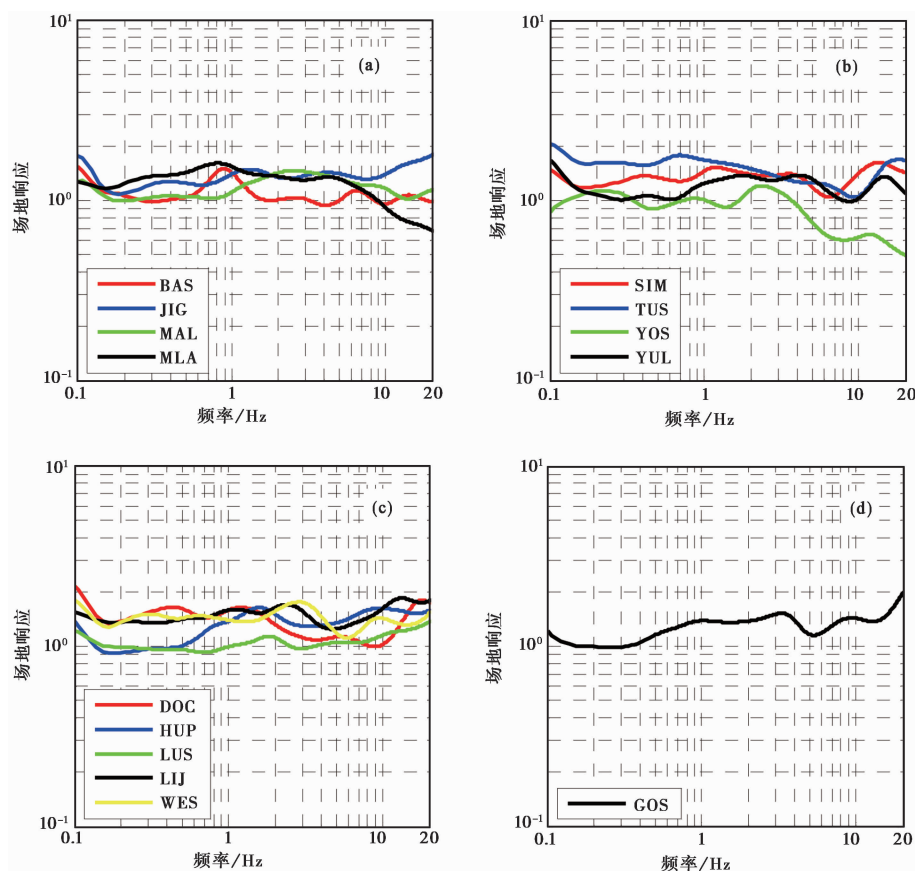 10¹
(a)
场地响应
10⁰
BAS
JIG
MAL
MLA
10⁻¹
0.1
1
10
20
频率/Hz
10¹
(b)
场地响应
10⁰
SIM
TUS
YOS
YUL
10⁻¹
0.1
1
10
20
频率/Hz
10¹
(c)
场地响应
10⁰
DOC
HUP
LUS
LIJ
WES
10⁻¹
0.1
1
10
20
频率/Hz
10¹
(d)
场地响应
10⁰
GOS
10⁻¹
0.1
1
10
20
频率/Hz